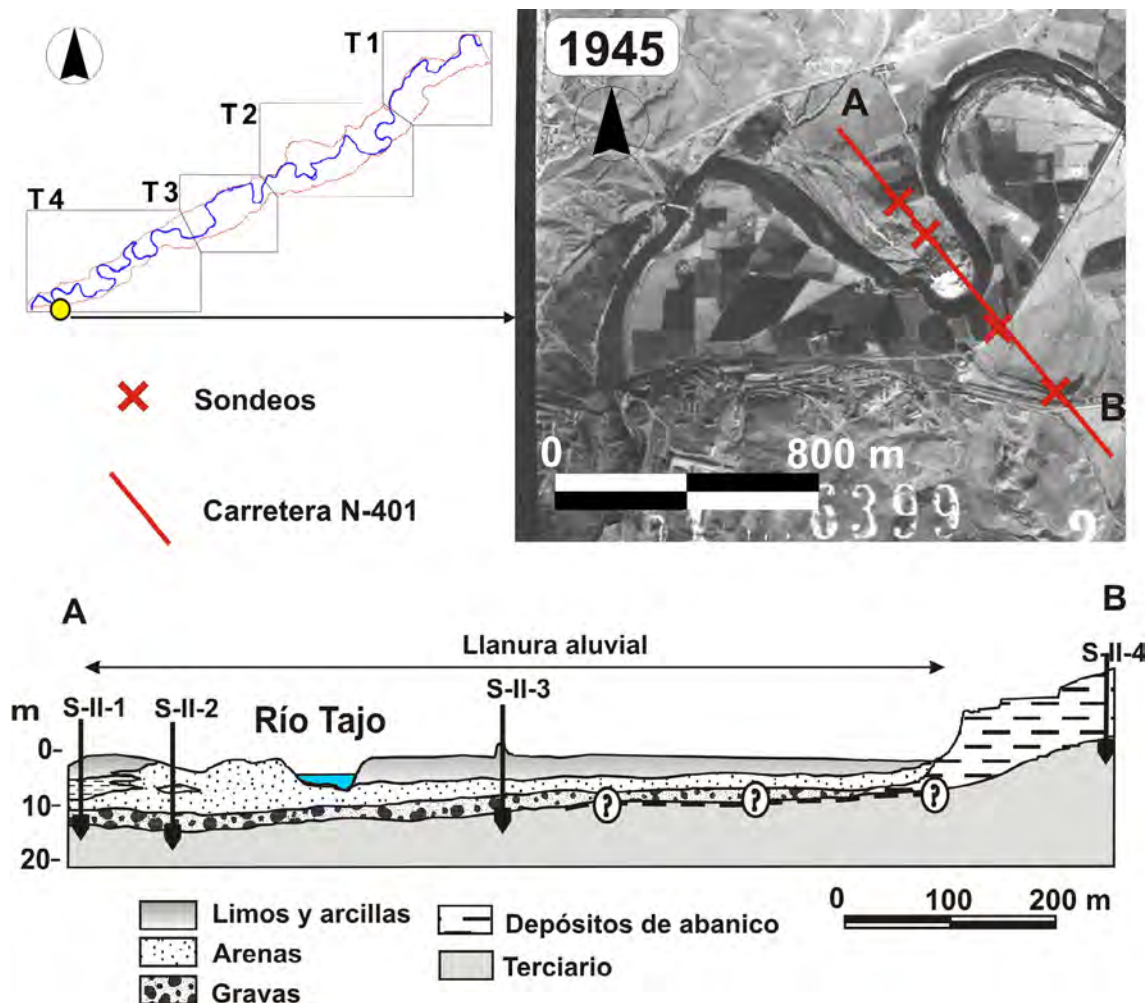 T 1
T 2
T 3
T 4
1945
A
B
Sondeos
Carretera N-401
0
800 m
6399
A
B
Llanura aluvial
m
S-II-1
S-II-2
Río Tajo
S-II-3
S-II-4
0-
10-
20-
?
?
?
Limos y arcillas
Arenas
Gravas
Depósitos de abanico
Terciario
0
100
200 m